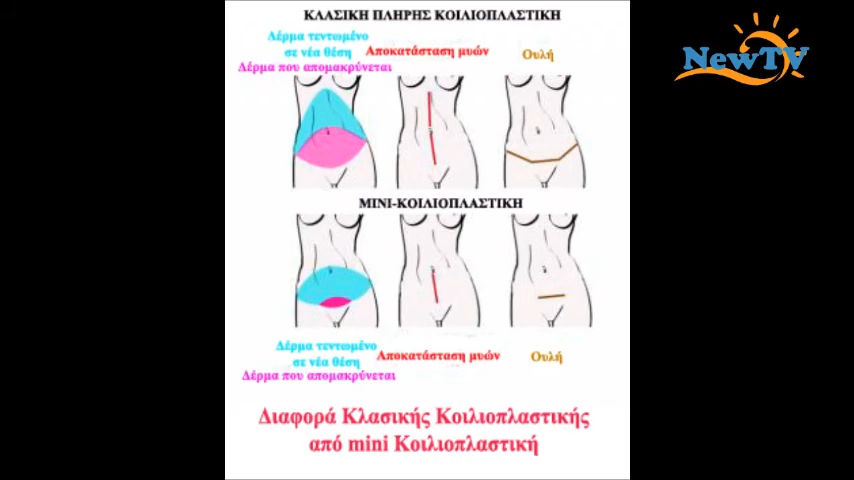 ΚΛΑΣΙΚΗ ΠΛΗΡΗΣ ΚΟΙΛΙΟΠΛΑΣΤΙΚΗ
NewTV
Δέρμα τεντωμένο
σε νέα θέση
Αποκατάσταση μυών
Ουλή
Δέρμα που απομακρύνεται
ΜΙΝΙ-ΚΟΙΛΙΟΠΛΑΣΤΙΚΗ
Δέρμα τεντωμένο
σε νέα θέση
Αποκατάσταση μυών
Ουλή
Δέρμα που απομακρύνεται
Διαφορά Κλασικής Κοιλιοπλαστικής
από mini Κοιλιοπλαστική